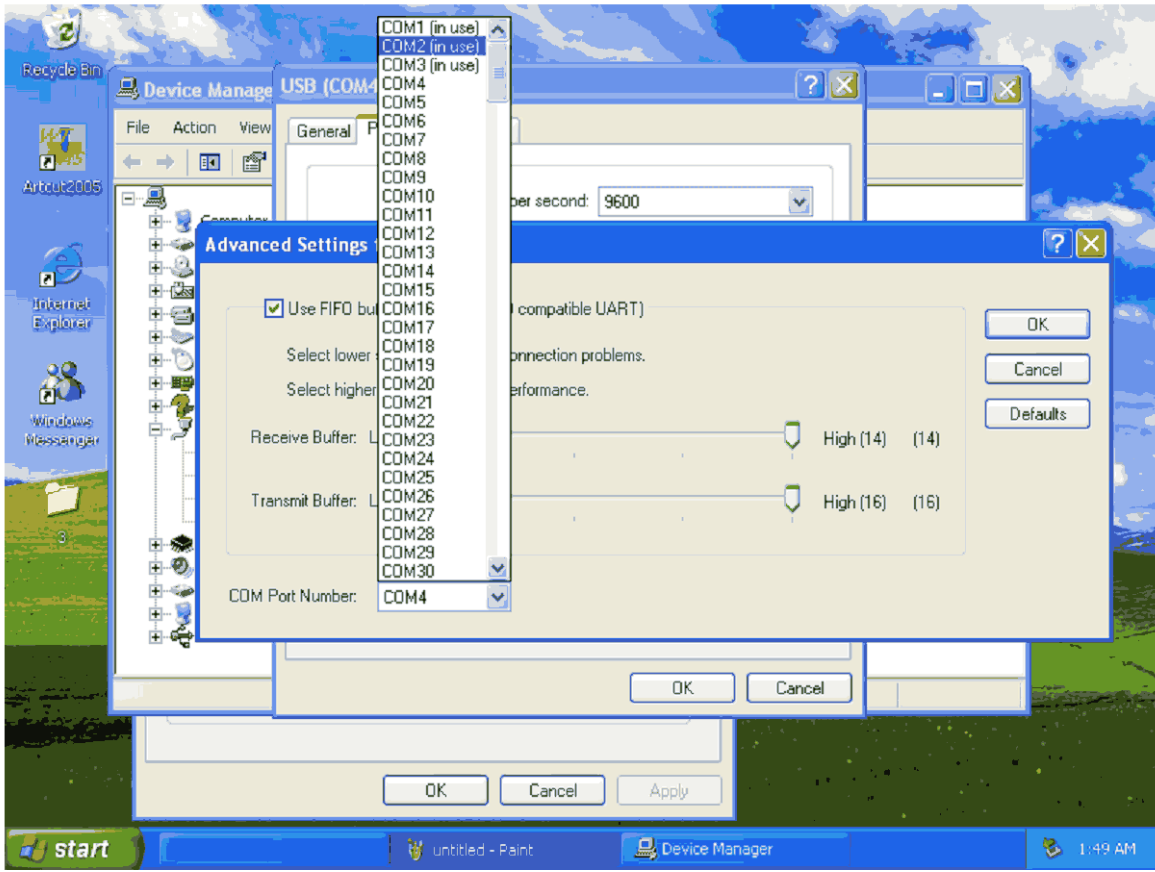 Recycle Bin
Artcut2005
Internet
Explorer
Windows
Messenger
3
Device Manage
File Action View
Computer
USB (COM4
General P
per second: 9600
COM1 (in use)
COM2 (in use)
COM3 (in use)
COM4
COM5
COM6
COM7
COM8
COM9
COM10
COM11
COM12
COM13
COM14
COM15
COM16
COM17
COM18
COM19
COM20
COM21
COM22
COM23
COM24
COM25
COM26
COM27
COM28
COM29
COM30
Advanced Settings
Use FIFO bu compatible UART)
Select lower onnection problems.
Select higher erformance.
Receive Buffer: L High (14) (14)
Transmit Buffer: L High (16) (16)
COM Port Number: COM4
OK
Cancel
Defaults
OK Cancel
OK Cancel Apply
start untitled - Paint Device Manager 1:49 AM